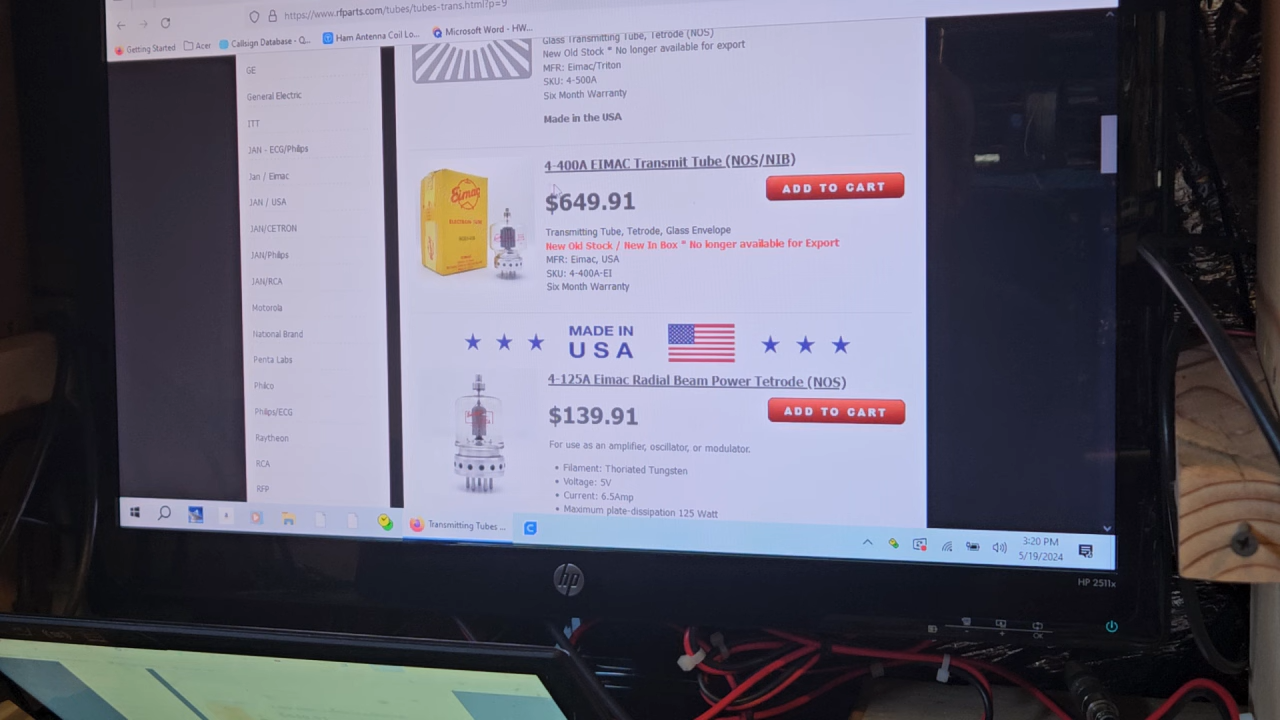 https://www.rfparts.com/tubes/tubes-trans.html?p=9
Getting Started
Acer
Callsign Database - Q...
Ham Antenna Coil Lo...
Microsoft Word - HW...
GE
General Electric
ITT
JAN - ECG/Philips
Jan / Eimac
JAN / USA
JAN/CETRON
JAN/Philips
JAN/RCA
Motorola
National Brand
Penta Labs
Philco
Philips/ECG
Raytheon
RCA
RFP
Glass Transmitting Tube, Tetrode (NOS)
New Old Stock * No longer available for export
MFR: Eimac/Triton
SKU: 4-500A
Six Month Warranty
Made in the USA
4-400A EIMAC Transmit Tube (NOS/NIB)
$649.91
ADD TO CART
Transmitting Tube, Tetrode, Glass Envelope
New Old Stock / New In Box * No longer available for Export
MFR: Eimac, USA
SKU: 4-400A-EI
Six Month Warranty
Eimac
MADE IN
USA
4-125A Eimac Radial Beam Power Tetrode (NOS)
$139.91
ADD TO CART
For use as an amplifier, oscillator, or modulator.
• Filament: Thoriated Tungsten
• Voltage: 5V
• Current: 6.5Amp
• Maximum plate-dissipation 125 Watt
Transmitting Tubes ...
3:20 PM
5/19/2024
hp
HP 2511x
OK